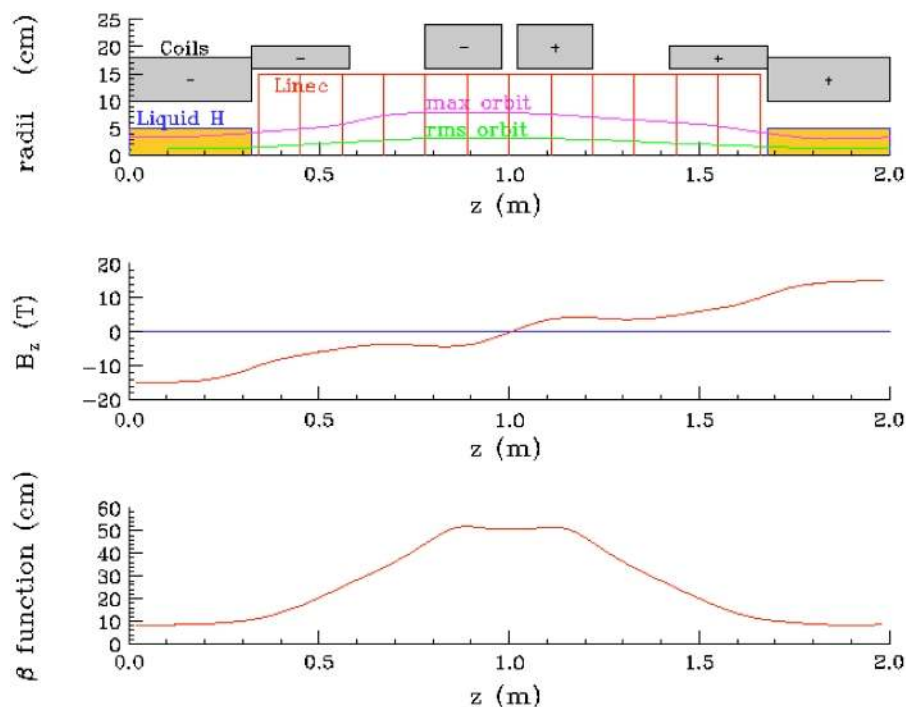 radii (cm)
25
20
15
10
5
0
Coils
Linec
Liquid H
max orbit
rms orbit
- - - + + +
0.0 0.5 1.0 1.5 2.0
z (m)
B_z (T)
20
10
0
-10
-20
0.0 0.5 1.0 1.5 2.0
z (m)
β function (cm)
60
50
40
30
20
10
0
0.0 0.5 1.0 1.5 2.0
z (m)